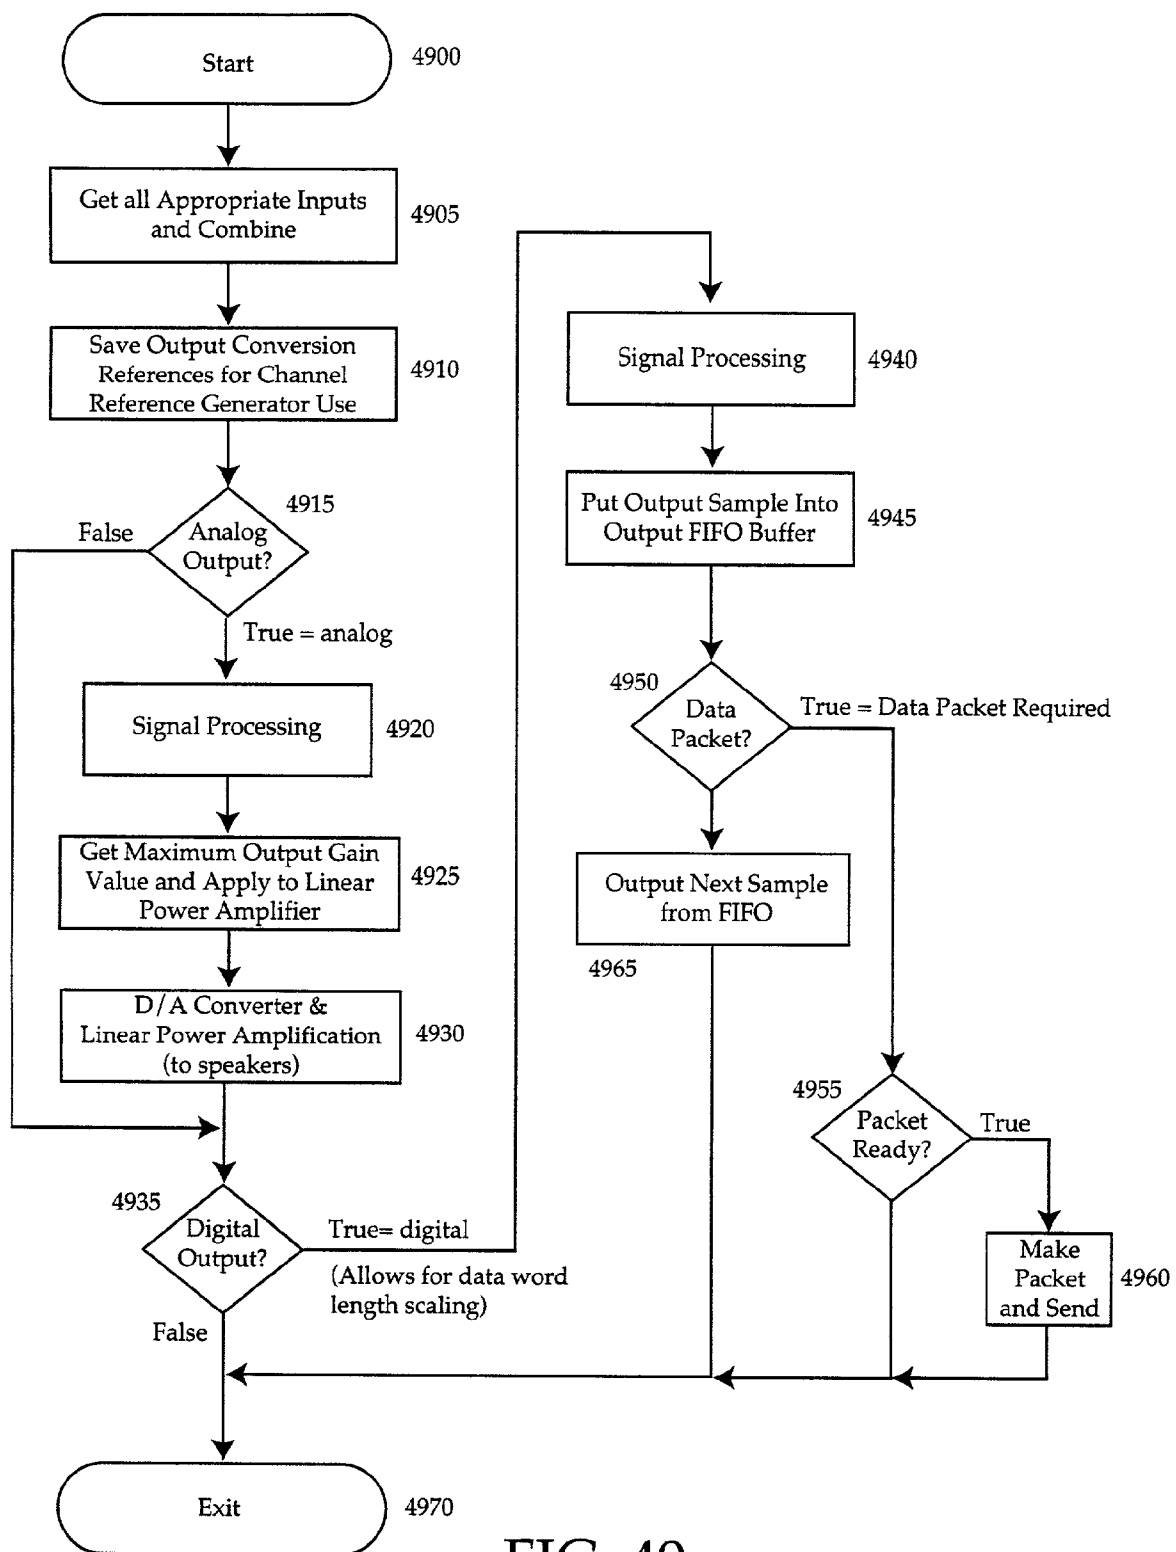 Start
4900
Get all Appropriate Inputs
and Combine
4905
Save Output Conversion
References for Channel
Reference Generator Use
4910
4915
False
Analog
Output?
True = analog
Signal Processing
4920
Get Maximum Output Gain
Value and Apply to Linear
Power Amplifier
4925
D/A Converter &
Linear Power Amplification
(to speakers)
4930
4935
Digital
Output?
True= digital
(Allows for data word
length scaling)
False
Exit
4970
Signal Processing
4940
Put Output Sample Into
Output FIFO Buffer
4945
4950
Data
Packet?
True = Data Packet Required
Output Next Sample
from FIFO
4965
4955
Packet
Ready?
True
Make
Packet
and Send
4960
FIG. 49